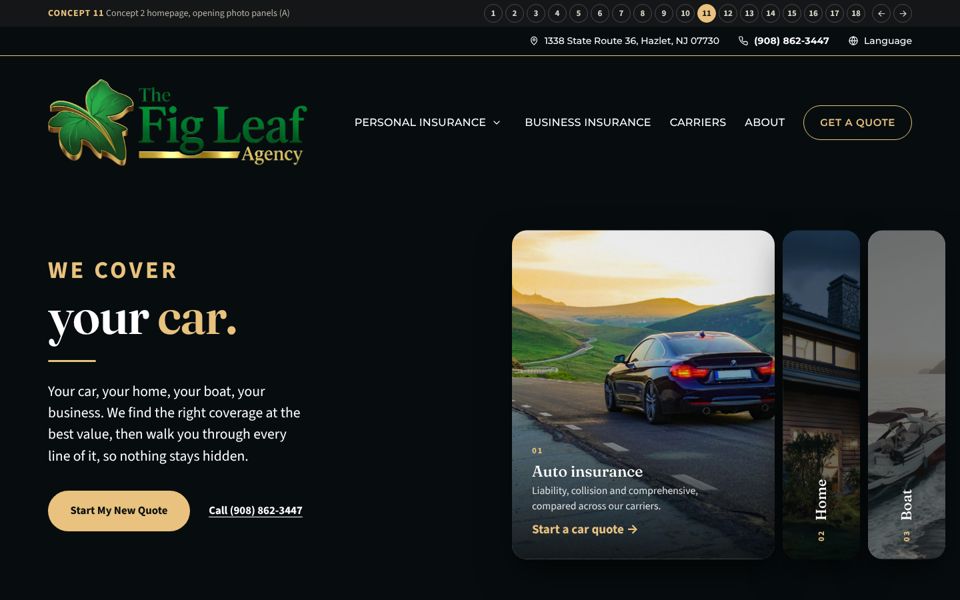 CONCEPT 11 Concept 2 homepage, opening photo panels (A)
1 2 3 4 5 6 7 8 9 10 11 12 13 14 15 16 17 18 ← →
1338 State Route 36, Hazlet, NJ 07730 (908) 862-3447 Language
The
Fig Leaf
Agency
PERSONAL INSURANCE BUSINESS INSURANCE CARRIERS ABOUT GET A QUOTE
WE COVER
your car.
Your car, your home, your boat, your
business. We find the right coverage at the
best value, then walk you through every
line of it, so nothing stays hidden.
Start My New Quote Call (908) 862-3447
01
Auto insurance
Liability, collision and comprehensive,
compared across our carriers.
Start a car quote →
02 Home
03 Boat